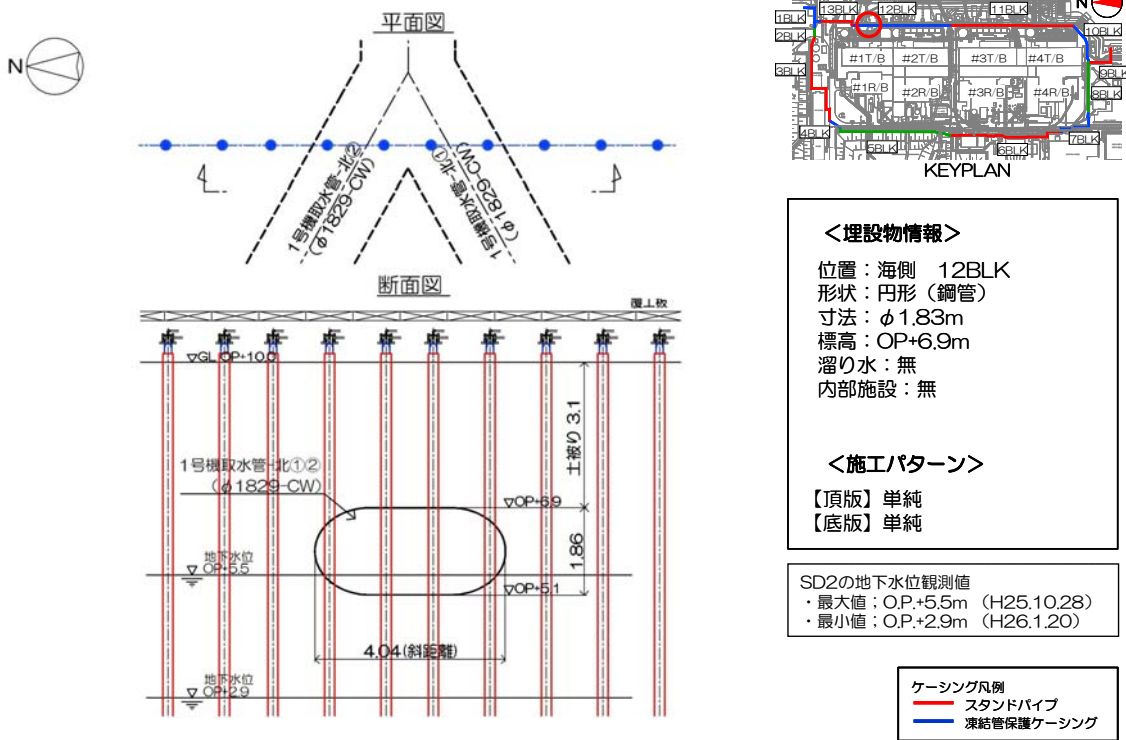 平面図
N
1号機取水管-北②
(φ1829-CW)
1号機取水管-北①
(φ1829-CW)
断面図
覆工板
▽GL OP+10.0
土被り 3.1
1号機取水管-北①②
(φ1829-CW)
▽OP+6.9
1.86
地下水位
▽OP+5.5
▽OP+5.1
4.04(斜距離)
地下水位
▽OP+2.9
N
1BLK
13BLK
12BLK
11BLK
2BLK
10BLK
3BLK
#1T/B
#2T/B
#3T/B
#4T/B
9BLK
#1R/B
#2R/B
#3R/B
#4R/B
8BLK
4BLK
5BLK
6BLK
7BLK
KEYPLAN
＜埋設物情報＞
位置：海側 12BLK
形状：円形（鋼管）
寸法：φ1.83m
標高：OP+6.9m
溜り水：無
内部施設：無
＜施工パターン＞
【頂版】単純
【底版】単純
SD2の地下水位観測値
・最大値；O.P.+5.5m （H25.10.28）
・最小値；O.P.+2.9m （H26.1.20）
ケーシング凡例
スタンドパイプ
凍結管保護ケーシング